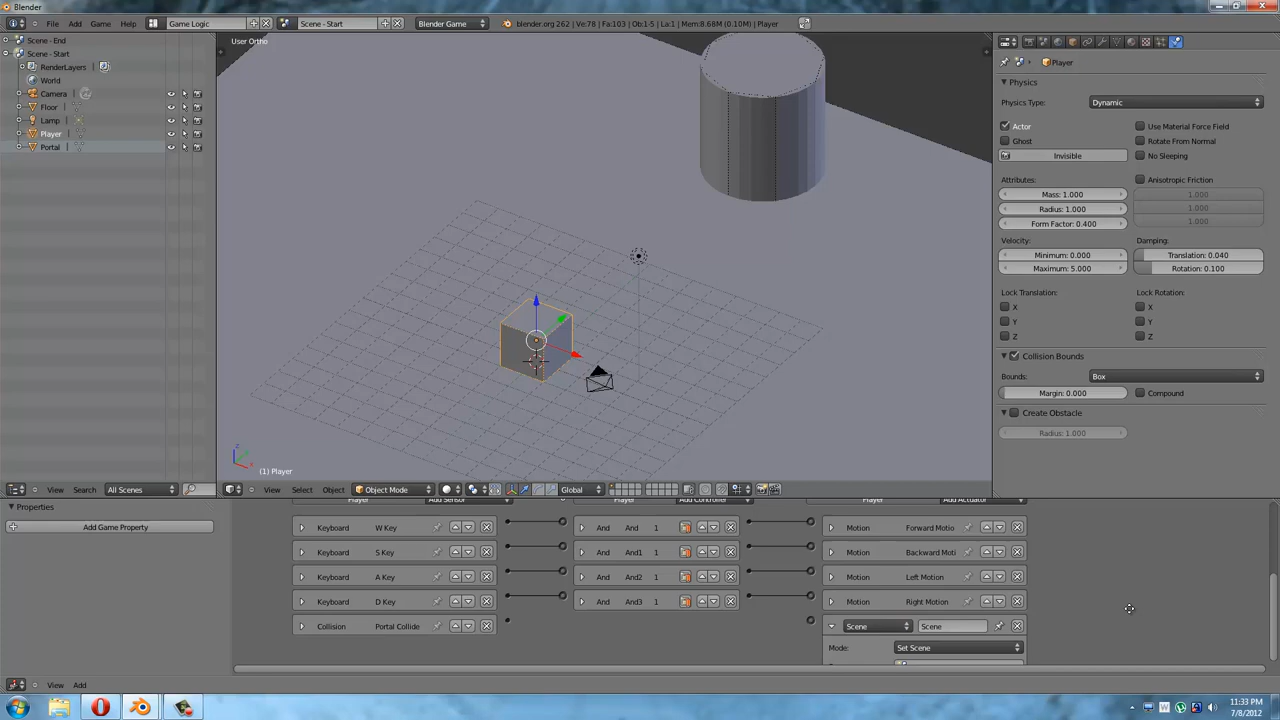 Blender
File Add Game Help Game Logic Scene - Start Blender Game blender.org 262 | Ve:78 | Fa:103 | Ob:1-5 | La:1 | Mem:8.68M (0.10M) | Player
Scene - End
Scene - Start
RenderLayers
World
Camera
Floor
Lamp
Player
Portal
View Search All Scenes
User Ortho
(1) Player
View Select Object Object Mode Global
Player
Physics
Physics Type: Dynamic
Actor Use Material Force Field
Ghost Rotate From Normal
Invisible No Sleeping
Attributes: Anisotropic Friction
Mass: 1.000 1.000
Radius: 1.000 1.000
Form Factor: 0.400 1.000
Velocity: Damping:
Minimum: 0.000 Translation: 0.040
Maximum: 5.000 Rotation: 0.100
Lock Translation: Lock Rotation:
X X
Y Y
Z Z
Collision Bounds
Bounds: Box
Margin: 0.000 Compound
Create Obstacle
Radius: 1.000
Properties
Add Game Property
Player Add Sensor Player Add Controller Player Add Actuator
Keyboard W Key And And 1 Motion Forward Motio
Keyboard S Key And And1 1 Motion Backward Moti
Keyboard A Key And And2 1 Motion Left Motion
Keyboard D Key And And3 1 Motion Right Motion
Collision Portal Collide Scene Scene
Mode: Set Scene
View Add
11:33 PM
7/8/2012